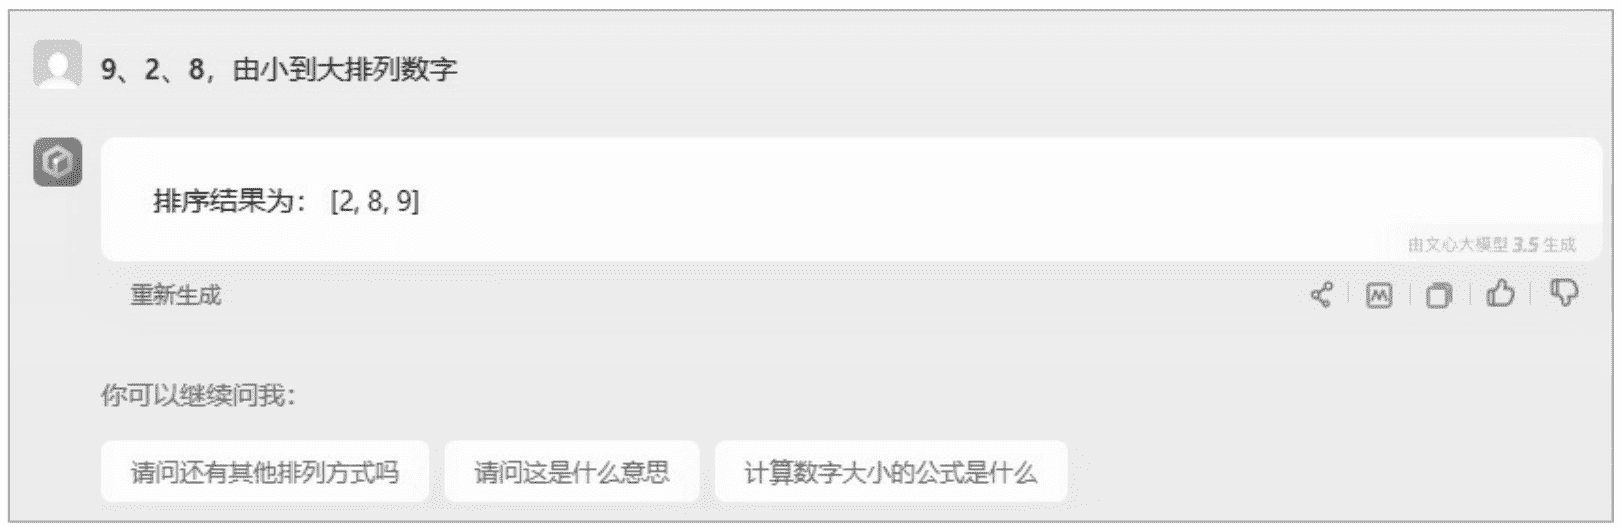 9、2、8，由小到大排列数字
排序结果为： [2, 8, 9]
由文心大模型 3.5 生成
重新生成
你可以继续问我：
请问还有其他排列方式吗
请问这是什么意思
计算数字大小的公式是什么